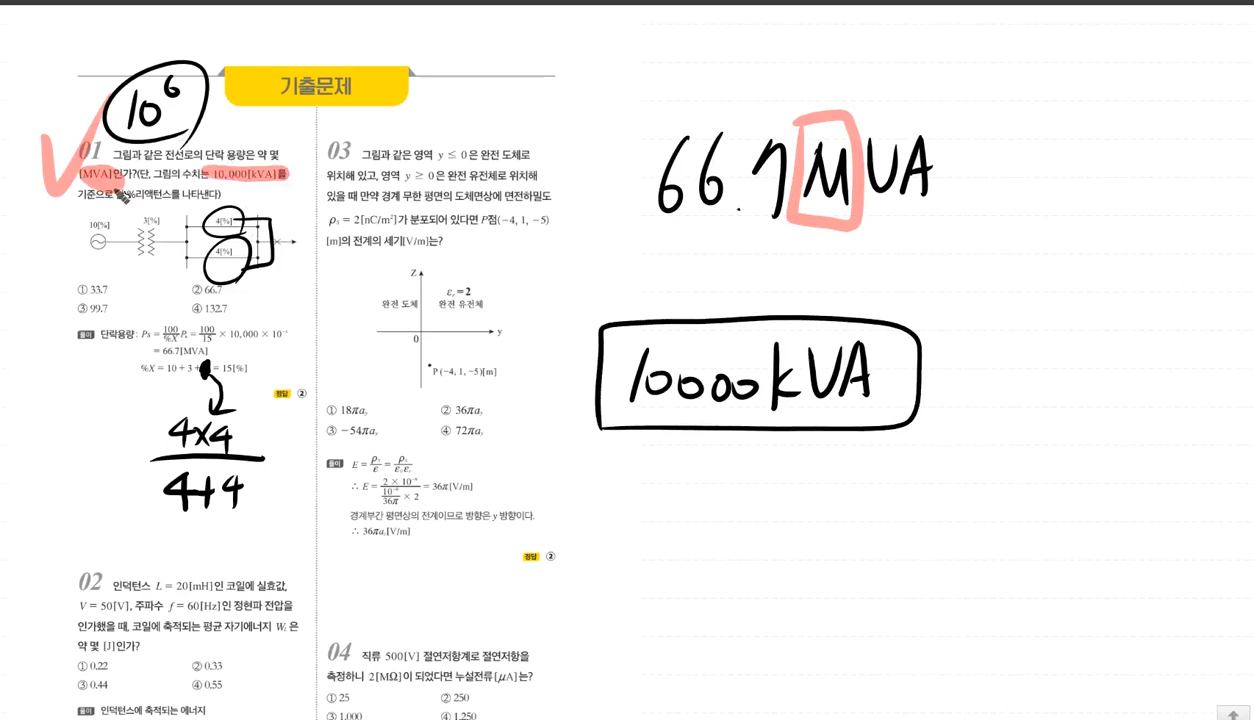 기출문제
10⁶
01 그림과 같은 전선로의 단락 용량은 약 몇
[MVA]인가?(단, 그림의 수치는 10,000[kVA]를
기준으로 %리액턴스를 나타낸다)
10[%] 3[%] 4[%]
4[%]
① 33.7 ② 66.7
③ 99.7 ④ 132.7
풀이 단락용량 : Ps = 100/%X Pₙ = 100/15 × 10,000 × 10⁻³
= 66.7[MVA]
%X = 10 + 3 + = 15[%]
정답 ②
4×4
4+4
02 인덕턴스 L = 20[mH]인 코일에 실효값,
V = 50[V], 주파수 f = 60[Hz]인 정현파 전압을
인가했을 때, 코일에 축적되는 평균 자기에너지 W은
약 몇 [J]인가?
① 0.22 ② 0.33
③ 0.44 ④ 0.55
풀이 인덕턴스에 축적되는 에너지
03 그림과 같은 영역 y ≤ 0은 완전 도체로
위치해 있고, 영역 y ≥ 0은 완전 유전체로 위치해
있을 때 만약 경계 무한 평면의 도체면상에 면전하밀도
ρₛ = 2[nC/m²]가 분포되어 있다면 P점(−4, 1, −5)
[m]의 전계의 세기[V/m]는?
Z
εᵣ = 2
완전 도체 완전 유전체
0 y
P (−4, 1, −5)[m]
① 18πa ② 36πa
③ −54πa ④ 72πa
풀이 E = ρₛ/ε = ρₛ/ε₀εᵣ
∴ E = 2 × 10⁻⁹ / (10⁻⁹/36π × 2) = 36π[V/m]
경계부간 평면상의 전계이므로 방향은 y 방향이다.
∴ 36πa [V/m]
정답 ②
04 직류 500[V] 절연저항계로 절연저항을
측정하니 2[MΩ]이 되었다면 누설전류[μA]는?
① 25 ② 250
③ 1,000 ④ 1,250
66.7MVA
10000kVA